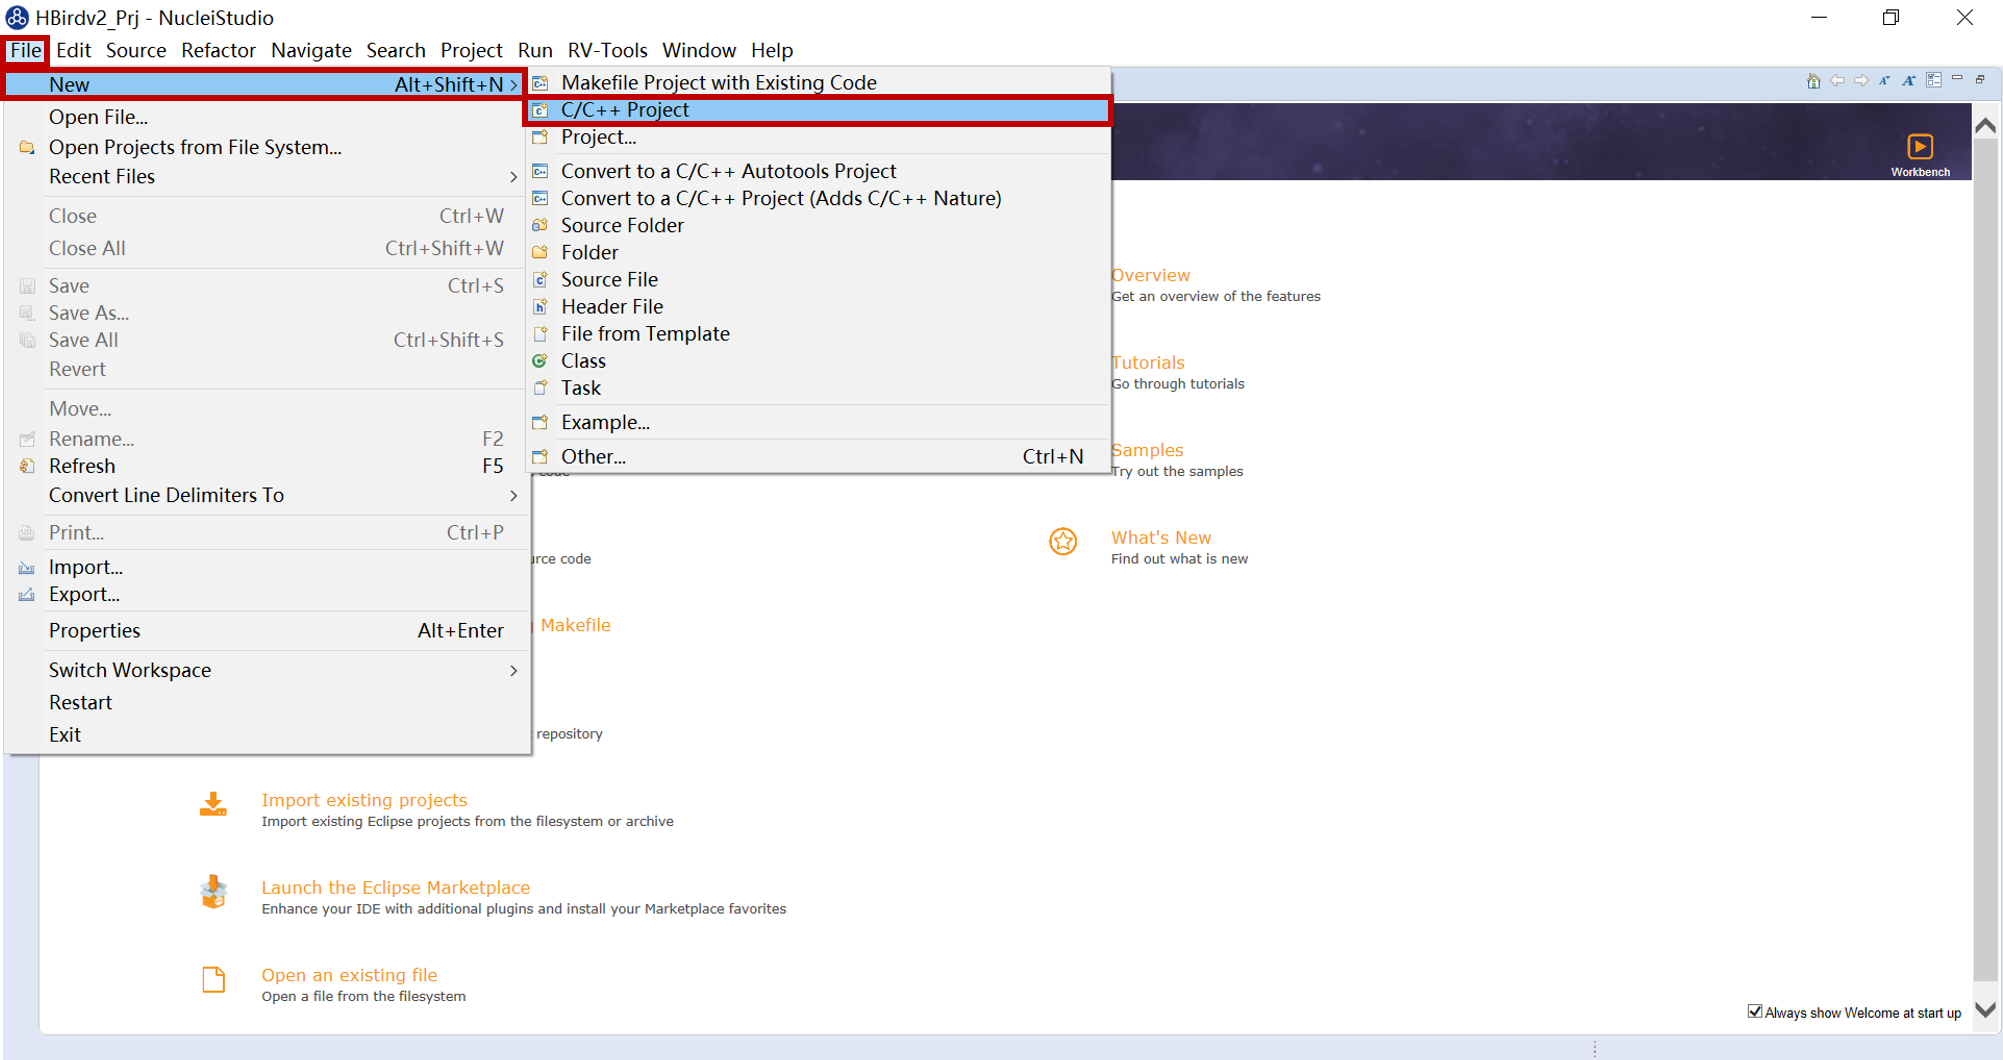 HBirdv2_Prj - NucleiStudio
File Edit Source Refactor Navigate Search Project Run RV-Tools Window Help
New Alt+Shift+N
Open File...
Open Projects from File System...
Recent Files
Close Ctrl+W
Close All Ctrl+Shift+W
Save Ctrl+S
Save As...
Save All Ctrl+Shift+S
Revert
Move...
Rename... F2
Refresh F5
Convert Line Delimiters To
Print... Ctrl+P
Import...
Export...
Properties Alt+Enter
Switch Workspace
Restart
Exit
Makefile Project with Existing Code
C/C++ Project
Project...
Convert to a C/C++ Autotools Project
Convert to a C/C++ Project (Adds C/C++ Nature)
Source Folder
Folder
Source File
Header File
File from Template
Class
Task
Example...
Other... Ctrl+N
Workbench
Overview
Get an overview of the features
Tutorials
Go through tutorials
Samples
Try out the samples
What's New
Find out what is new
urce code
Makefile
repository
Import existing projects
Import existing Eclipse projects from the filesystem or archive
Launch the Eclipse Marketplace
Enhance your IDE with additional plugins and install your Marketplace favorites
Open an existing file
Open a file from the filesystem
Always show Welcome at start up